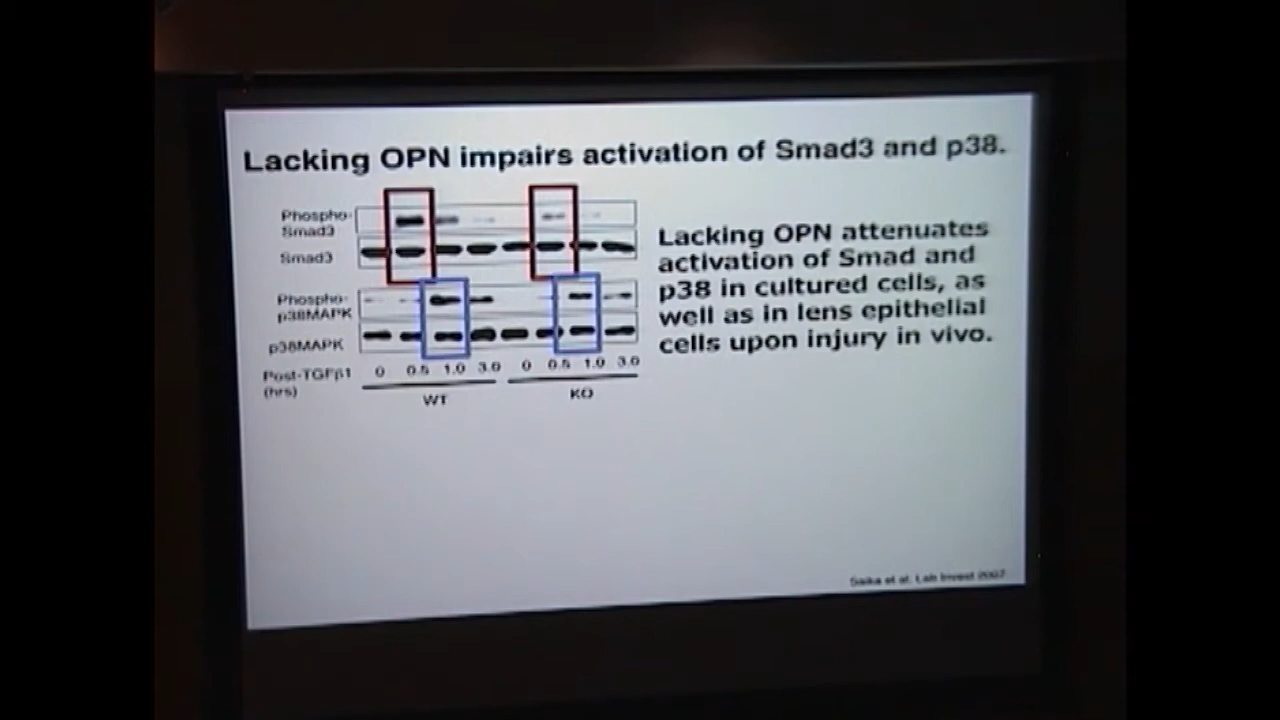 Lacking OPN impairs activation of Smad3 and p38.
Phospho-
Smad3
Smad3
Phospho-
p38MAPK
p38MAPK
Post-TGFβ1 0 0.5 1.0 3.0 0 0.5 1.0 3.0
(hrs)
WT KO
Lacking OPN attenuates
activation of Smad and
p38 in cultured cells, as
well as in lens epithelial
cells upon injury in vivo.
Saika et al. Lab Invest 2007